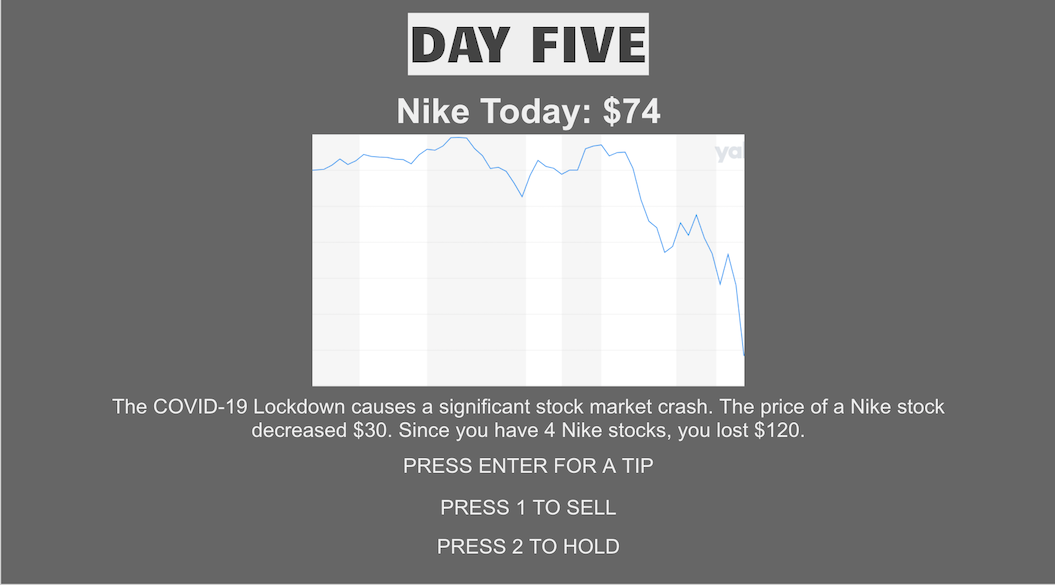 DAY FIVE
Nike Today: $74
ya
The COVID-19 Lockdown causes a significant stock market crash. The price of a Nike stock
decreased $30. Since you have 4 Nike stocks, you lost $120.
PRESS ENTER FOR A TIP
PRESS 1 TO SELL
PRESS 2 TO HOLD